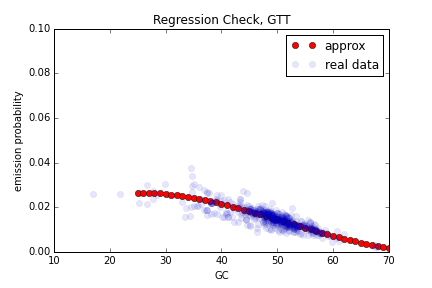 Regression Check, GTT
0.10
approx
real data
0.08
0.06
0.04
0.02
0.00
emission probability
10 20 30 40 50 60 70
GC